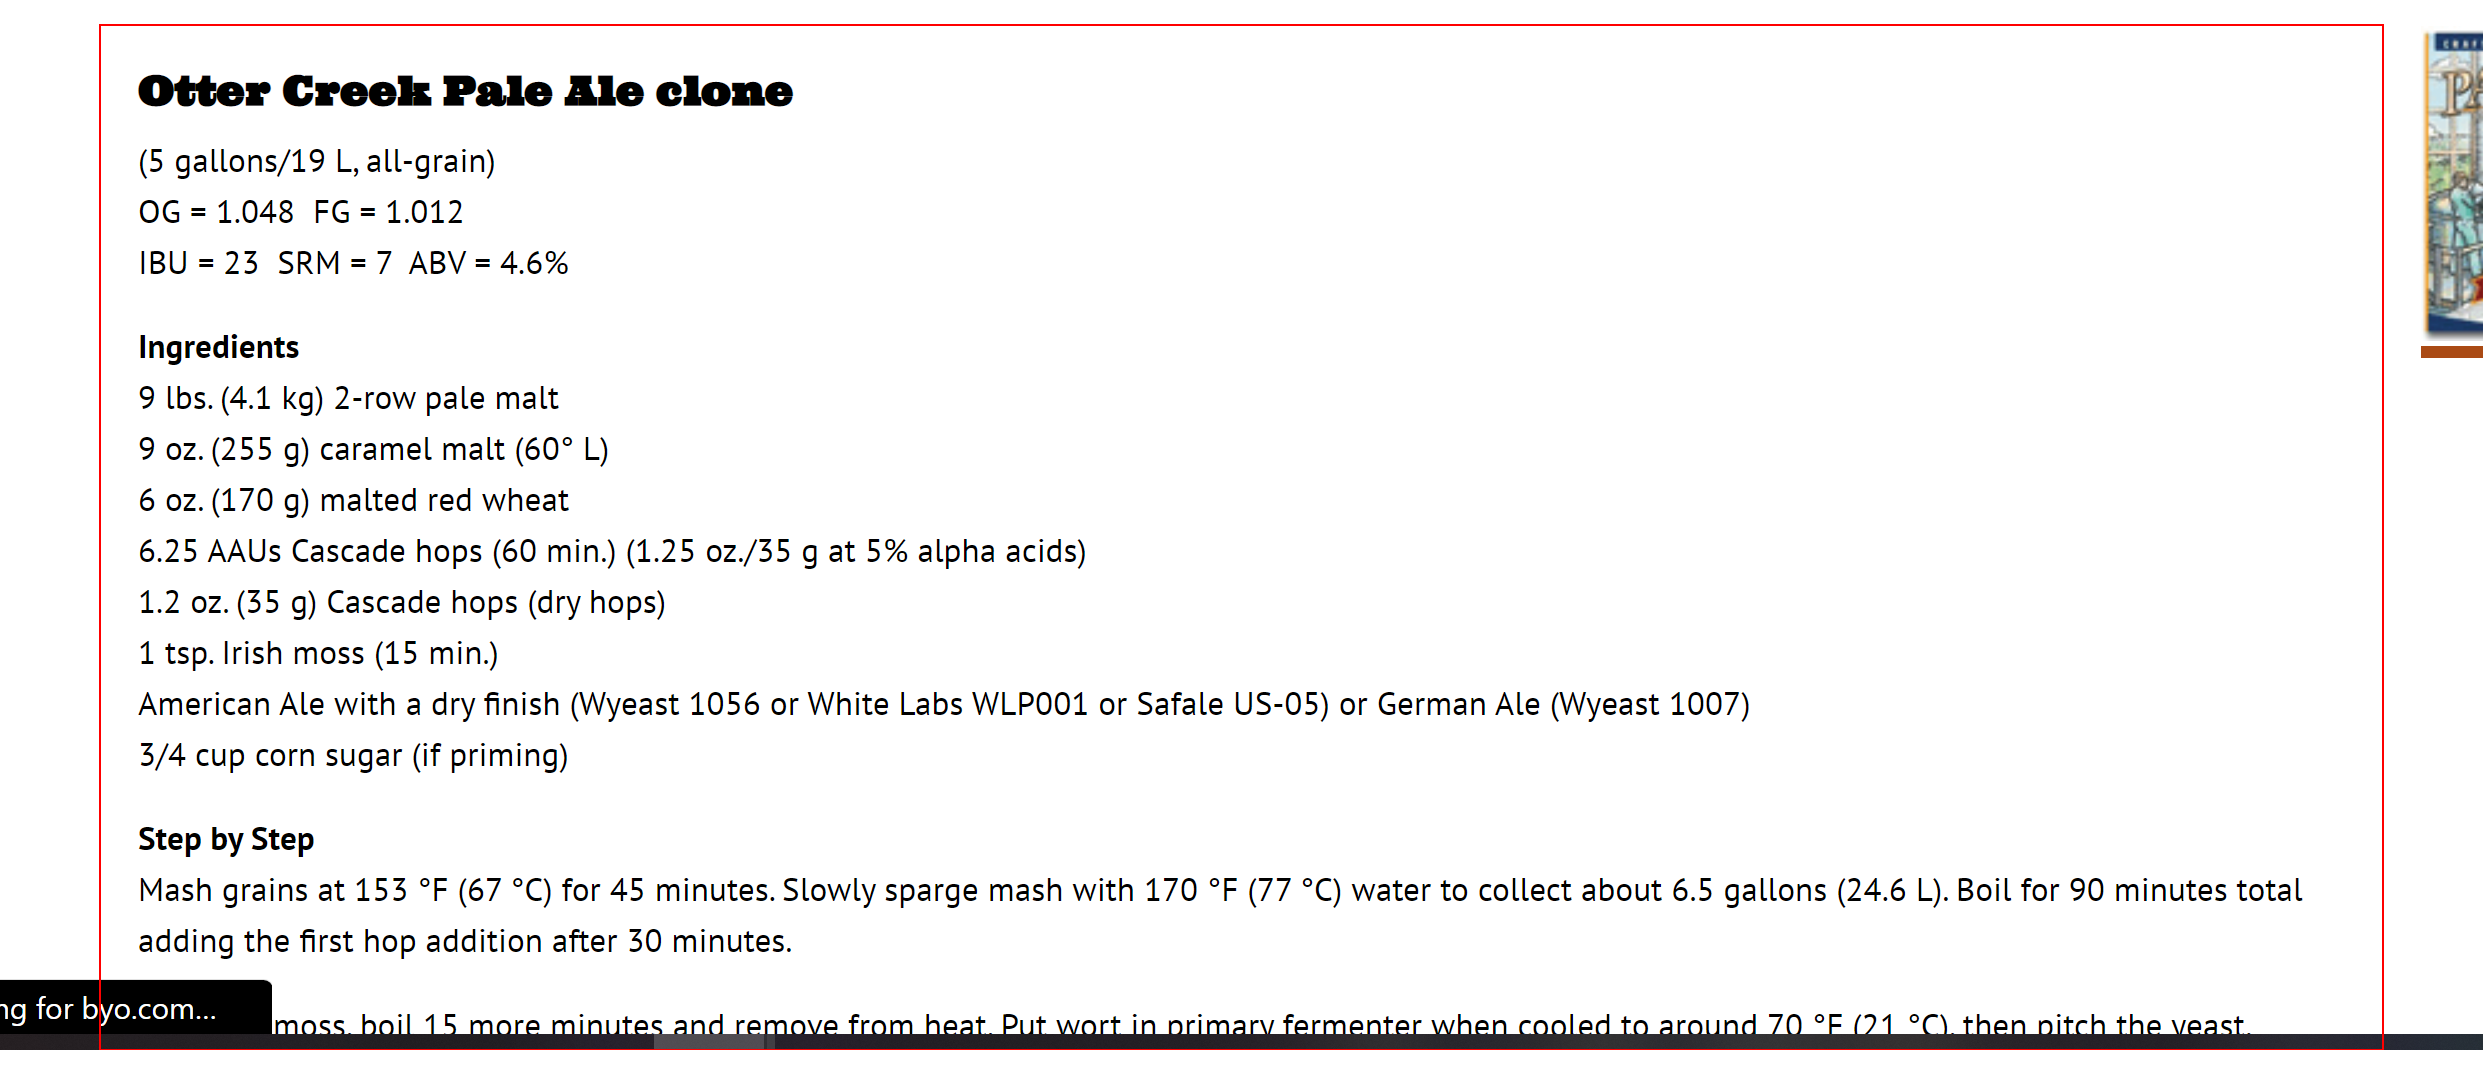 Otter Creek Pale Ale clone
(5 gallons/19 L, all-grain)
OG = 1.048 FG = 1.012
IBU = 23 SRM = 7 ABV = 4.6%
Ingredients
9 lbs. (4.1 kg) 2-row pale malt
9 oz. (255 g) caramel malt (60° L)
6 oz. (170 g) malted red wheat
6.25 AAUs Cascade hops (60 min.) (1.25 oz./35 g at 5% alpha acids)
1.2 oz. (35 g) Cascade hops (dry hops)
1 tsp. Irish moss (15 min.)
American Ale with a dry finish (Wyeast 1056 or White Labs WLP001 or Safale US-05) or German Ale (Wyeast 1007)
3/4 cup corn sugar (if priming)
Step by Step
Mash grains at 153 °F (67 °C) for 45 minutes. Slowly sparge mash with 170 °F (77 °C) water to collect about 6.5 gallons (24.6 L). Boil for 90 minutes total
adding the first hop addition after 30 minutes.
ng for byo.com...
moss, boil 15 more minutes and remove from heat. Put wort in primary fermenter when cooled to around 70 °F (21 °C), then pitch the yeast.
PA